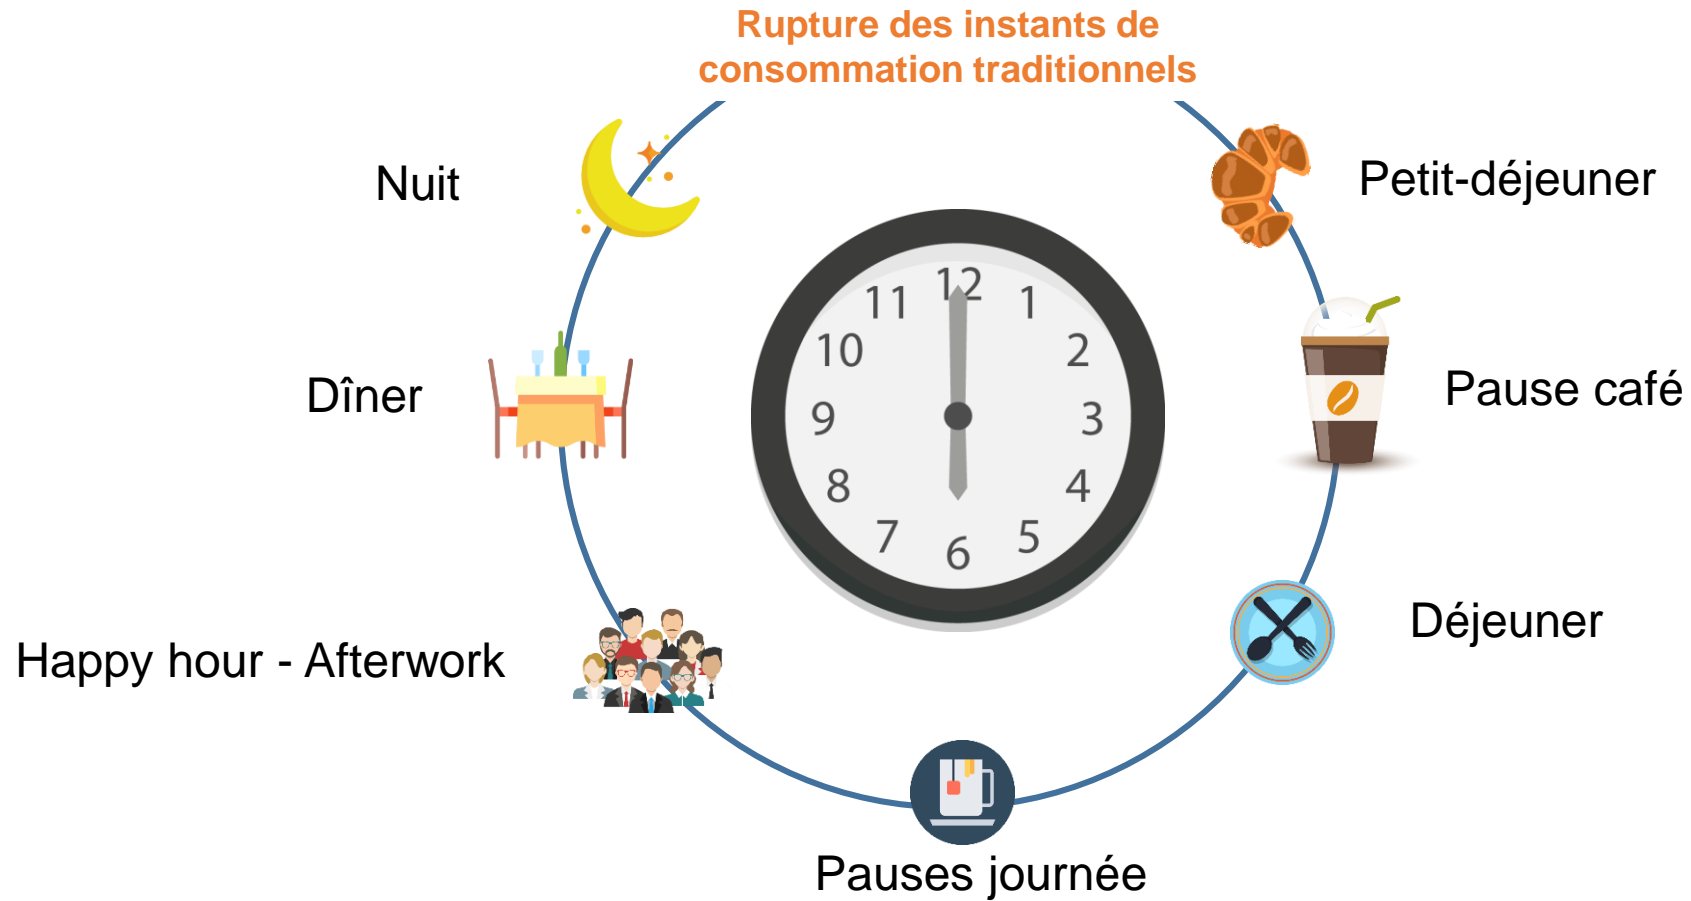 Rupture des instants de
consommation traditionnels
Nuit
Petit-déjeuner
12
11
1
10
2
9
3
8
4
7
5
6
Dîner
Pause café
Déjeuner
Happy hour - Afterwork
Pauses journée